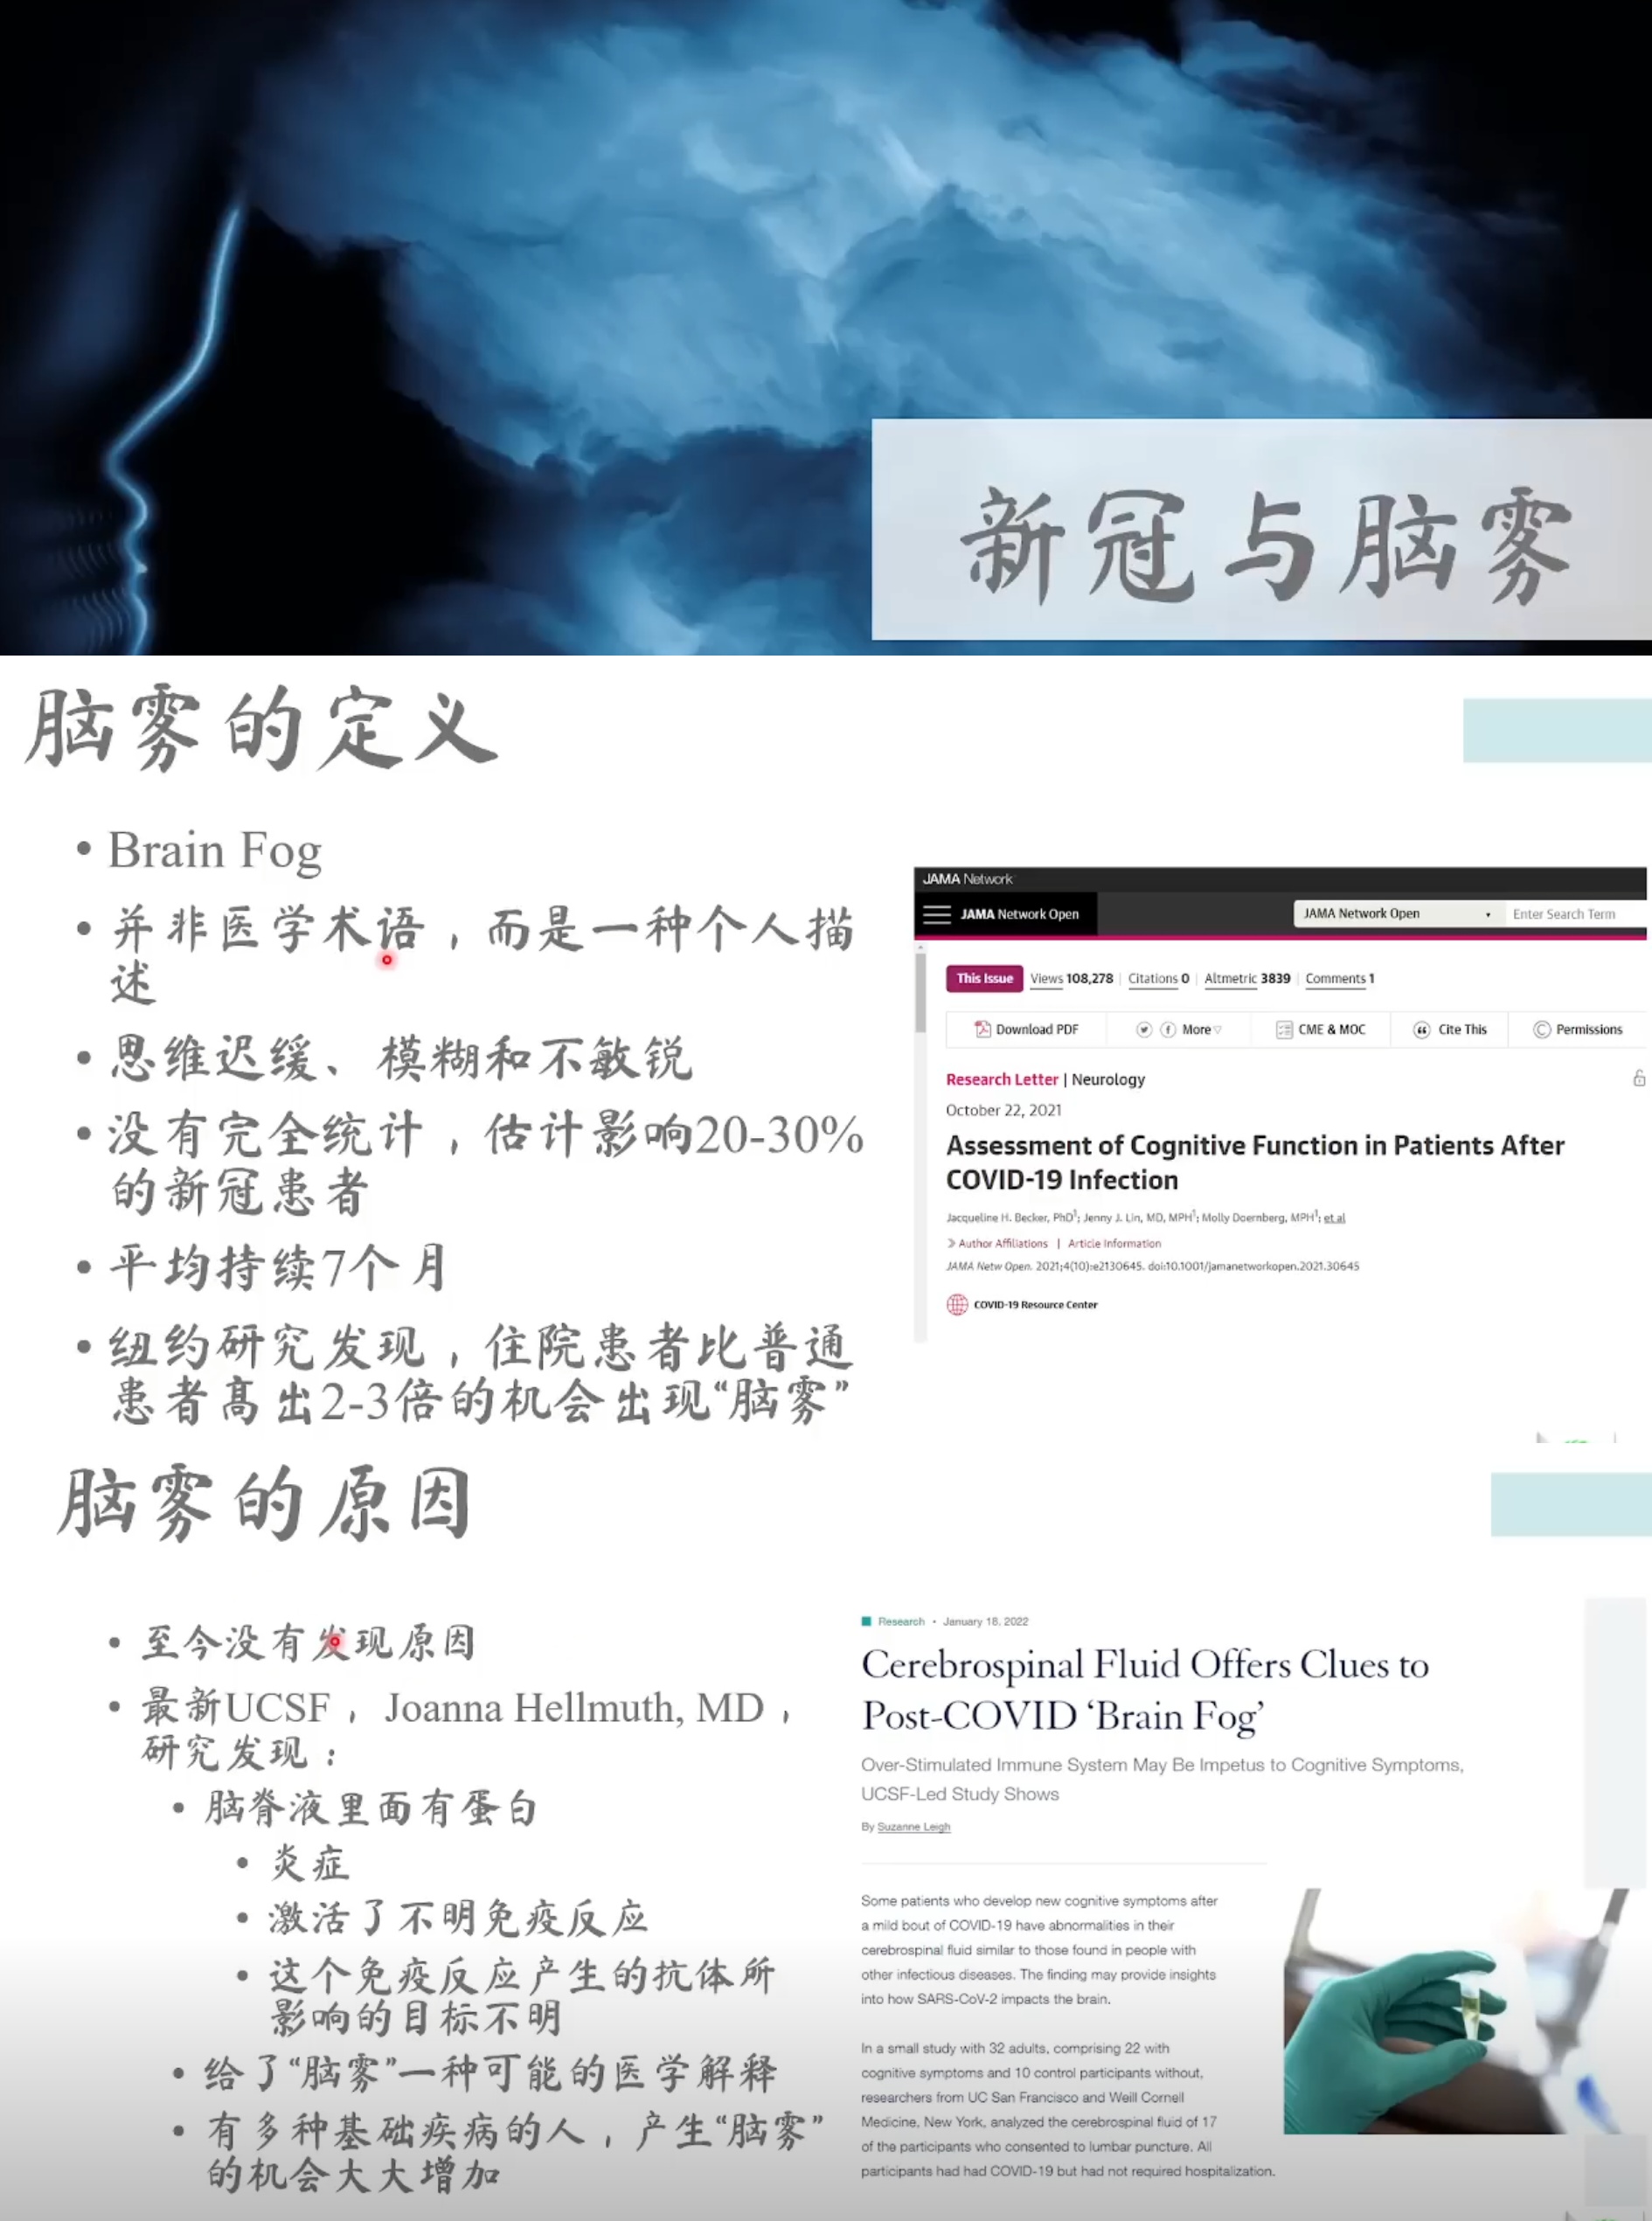 新冠与脑雾
脑雾的定义
• Brain Fog
• 并非医学术语，而是一种个人描
述
• 思维迟缓、模糊和不敏锐
• 没有完全统计，估计影响20-30%
的新冠患者
• 平均持续7个月
• 纽约研究发现，住院患者比普通
患者高出2-3倍的机会出现“脑雾”
JAMA Network
JAMA Network Open
JAMA Network Open
Enter Search Term
This Issue Views 108,278 | Citations 0 | Altmetric 3839 | Comments 1
Download PDF
More
CME & MOC
Cite This
Permissions
Research Letter | Neurology
October 22, 2021
Assessment of Cognitive Function in Patients After
COVID-19 Infection
Jacqueline H. Becker, PhD1; Jenny J. Lin, MD, MPH1; Molly Doernberg, MPH1; et al
Author Affiliations | Article Information
JAMA Netw Open. 2021;4(10):e2130645. doi:10.1001/jamanetworkopen.2021.30645
COVID-19 Resource Center
脑雾的原因
• 至今没有发现原因
• 最新UCSF，Joanna Hellmuth, MD，
研究发现：
• 脑脊液里面有蛋白
• 炎症
• 激活了不明免疫反应
• 这个免疫反应产生的抗体所
影响的目标不明
• 给了“脑雾”一种可能的医学解释
• 有多种基础疾病的人，产生“脑雾”
的机会大大增加
Research • January 18, 2022
Cerebrospinal Fluid Offers Clues to
Post-COVID ‘Brain Fog’
Over-Stimulated Immune System May Be Impetus to Cognitive Symptoms,
UCSF-Led Study Shows
By Suzanne Leigh
Some patients who develop new cognitive symptoms after
a mild bout of COVID-19 have abnormalities in their
cerebrospinal fluid similar to those found in people with
other infectious diseases. The finding may provide insights
into how SARS-CoV-2 impacts the brain.
In a small study with 32 adults, comprising 22 with
cognitive symptoms and 10 control participants without,
researchers from UC San Francisco and Weill Cornell
Medicine, New York, analyzed the cerebrospinal fluid of 17
of the participants who consented to lumbar puncture. All
participants had had COVID-19 but had not required hospitalization.